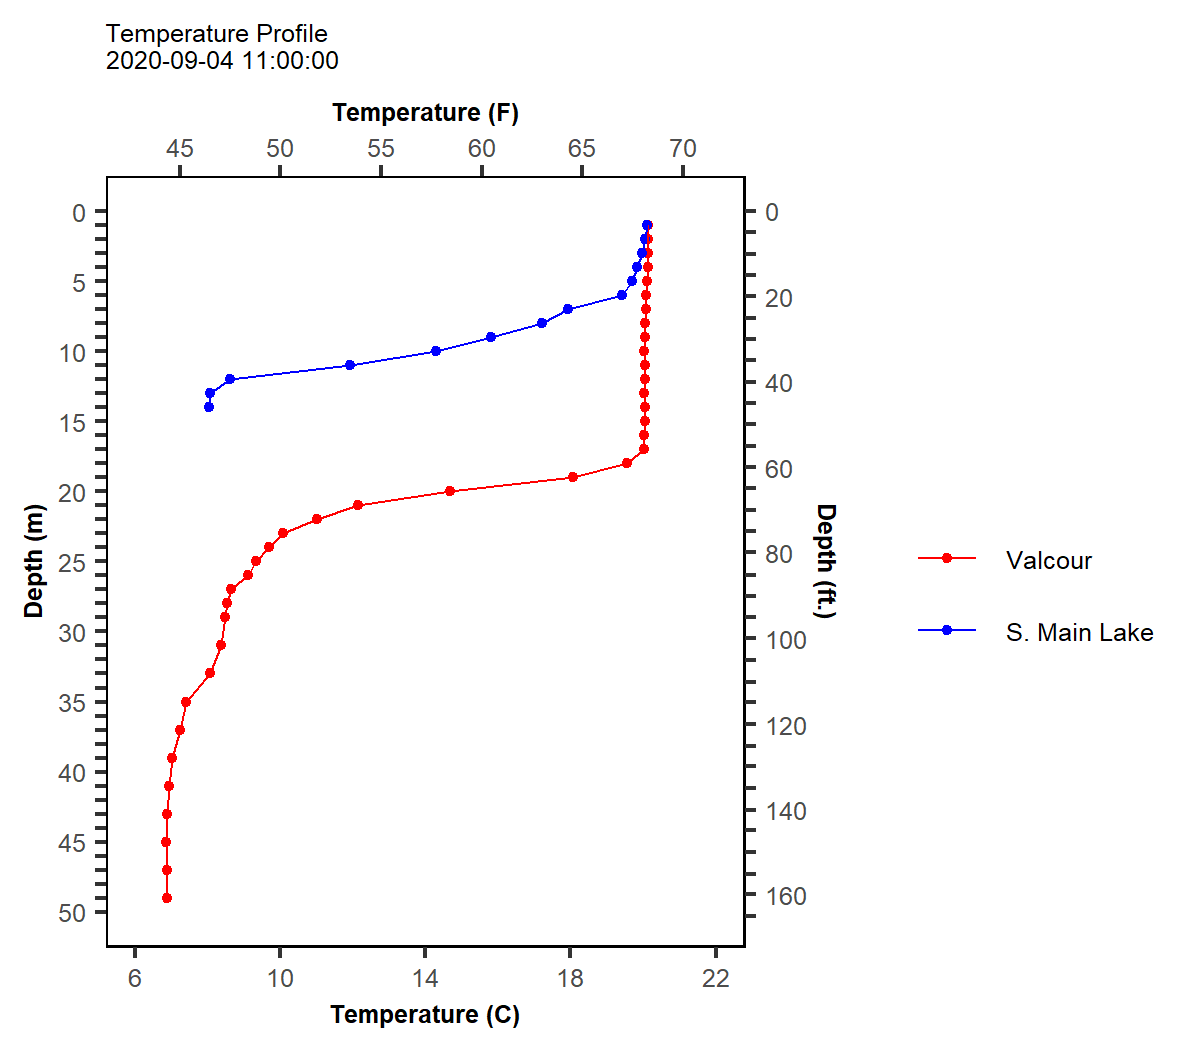 Temperature Profile
2020-09-04 11:00:00
Temperature (F)
45 50 55 60 65 70
0
5
10
15
20
25
30
35
40
45
50
Depth (m)
0
20
40
60
80
100
120
140
160
Depth (ft.)
6 10 14 18 22
Temperature (C)
Valcour
S. Main Lake